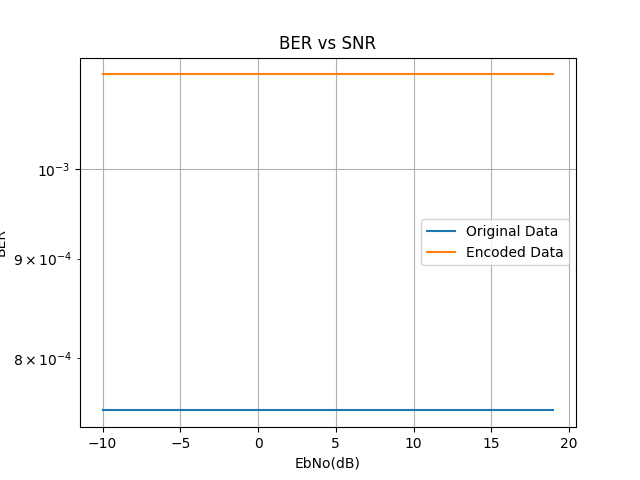 BER vs SNR
10⁻³
9 × 10⁻⁴
8 × 10⁻⁴
BER
Original Data
Encoded Data
−10 −5 0 5 10 15 20
EbNo(dB)